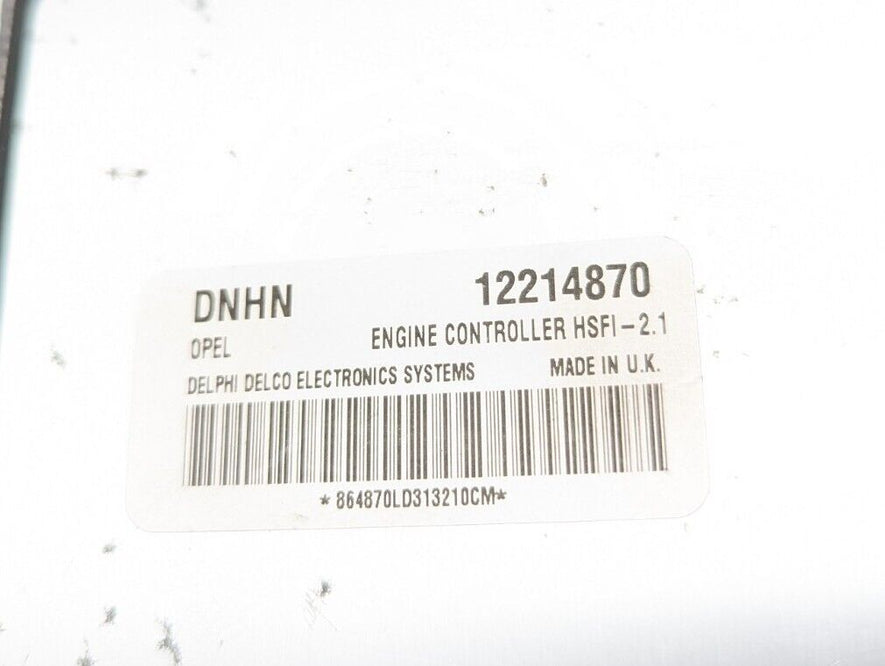 DNHN 12214870
OPEL ENGINE CONTROLLER HSFI-2.1
DELPHI DELCO ELECTRONICS SYSTEMS MADE IN U.K.
*864870LD313210CM*